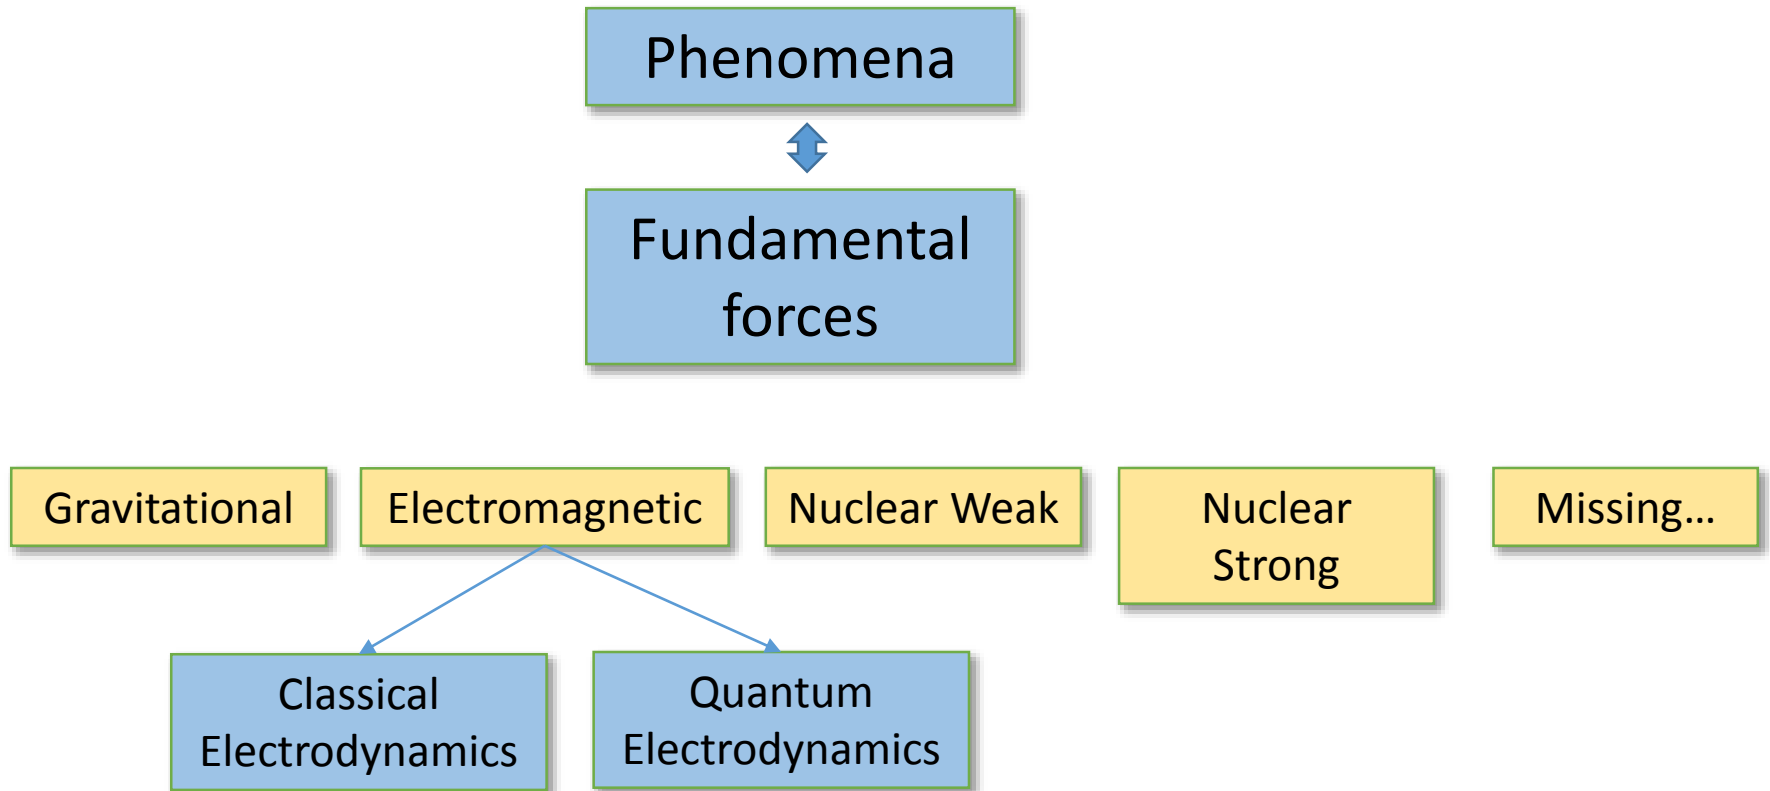 Phenomena
Fundamental
forces
Gravitational
Electromagnetic
Nuclear Weak
Nuclear
Strong
Missing…
Classical
Electrodynamics
Quantum
Electrodynamics